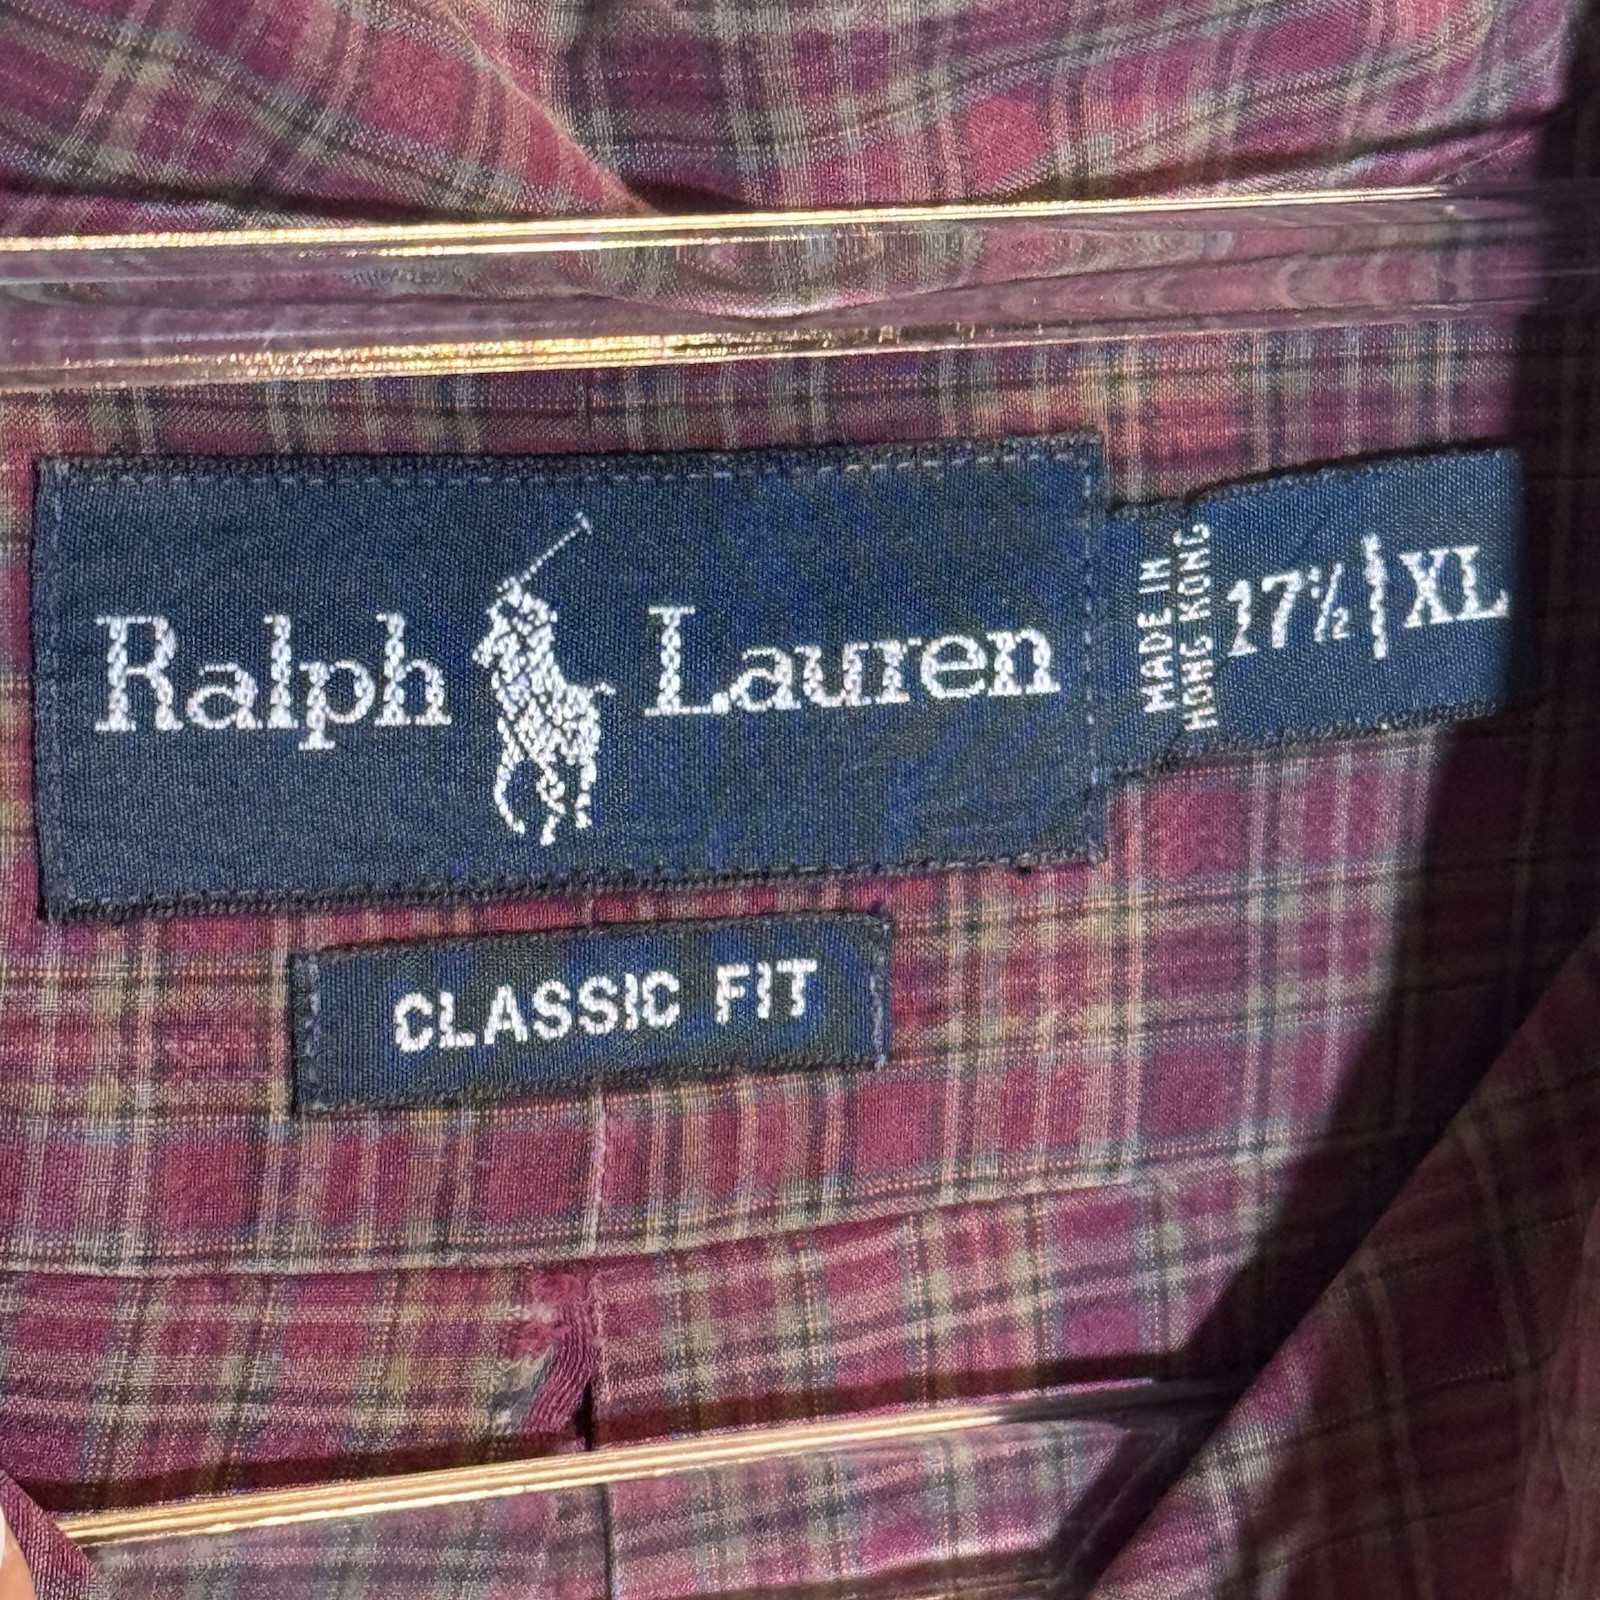 Ralph Lauren
MADE IN
HONG KONG
17½ | XL
CLASSIC FIT